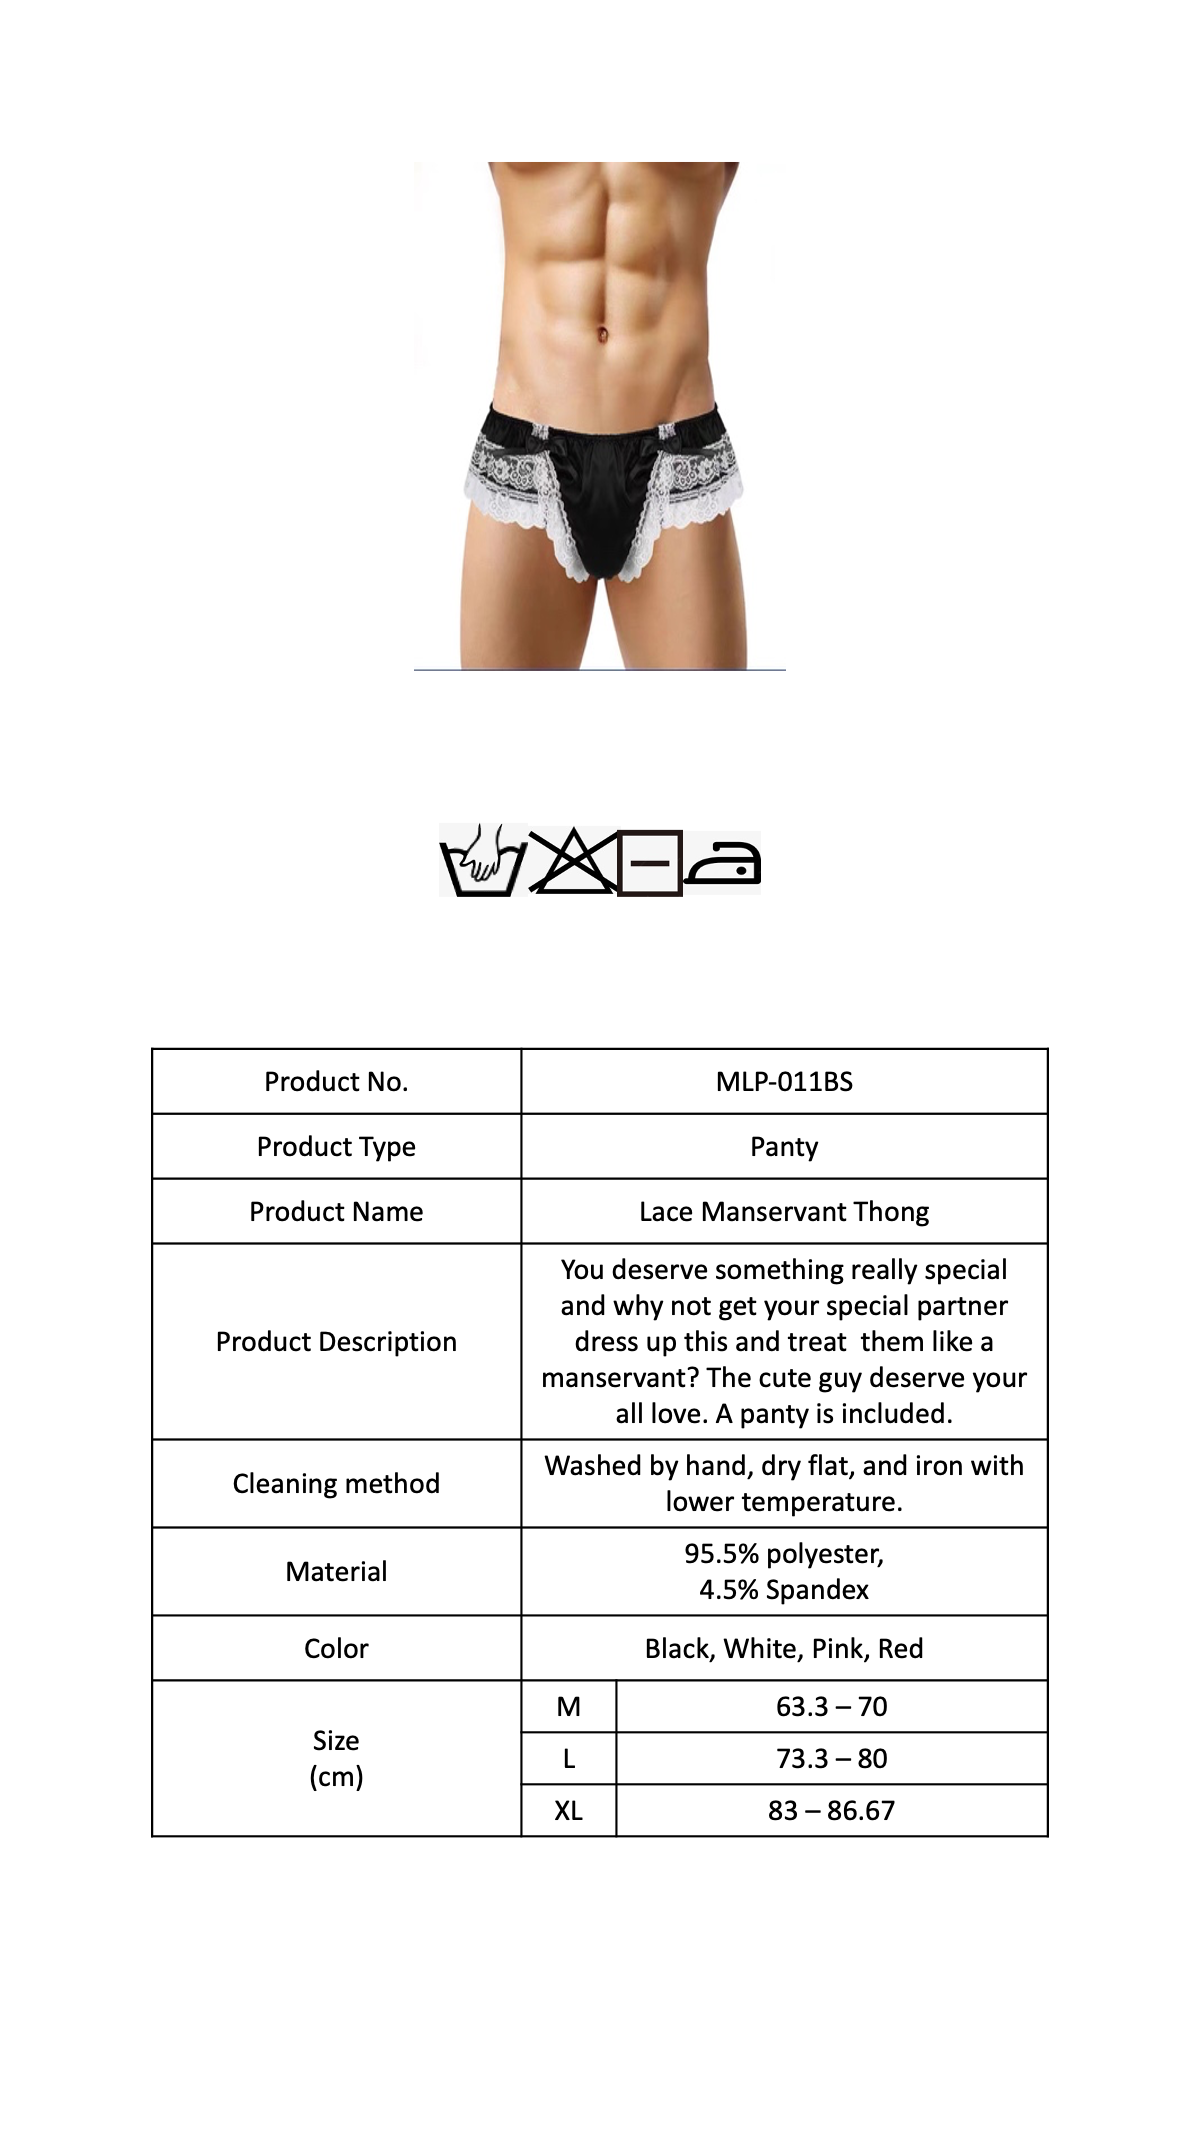 Product No.
MLP-011BS
Product Type
Panty
Product Name
Lace Manservant Thong
Product Description
You deserve something really special
and why not get your special partner
dress up this and treat  them like a
manservant? The cute guy deserve your
all love. A panty is included.
Cleaning method
Washed by hand, dry flat, and iron with
lower temperature.
Material
95.5% polyester,
4.5% Spandex
Color
Black, White, Pink, Red
Size
(cm)
M
63.3 – 70
L
73.3 – 80
XL
83 – 86.67